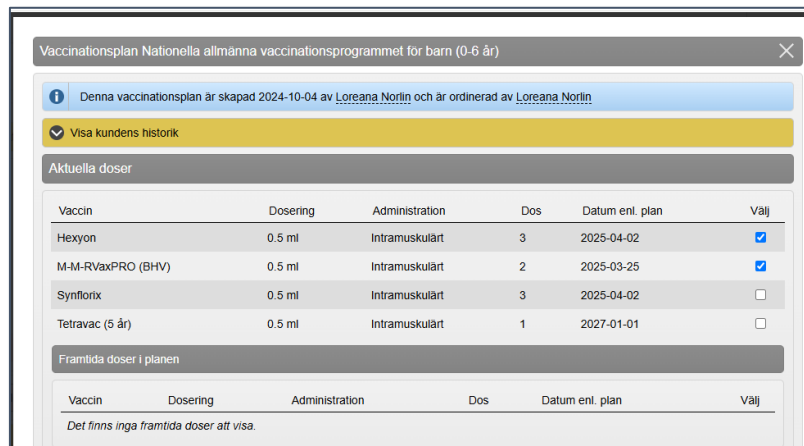 Vaccinationsplan Nationella allmänna vaccinationsprogrammet för barn (0-6 år)
Denna vaccinationsplan är skapad 2024-10-04 av Loreana Norlin och är ordinerad av Loreana Norlin
Visa kundens historik
Aktuella doser
Vaccin Dosering Administration Dos Datum enl. plan Välj
Hexyon 0.5 ml Intramuskulärt 3 2025-04-02
M-M-RVaxPRO (BHV) 0.5 ml Intramuskulärt 2 2025-03-25
Synflorix 0.5 ml Intramuskulärt 3 2025-04-02
Tetravac (5 år) 0.5 ml Intramuskulärt 1 2027-01-01
Framtida doser i planen
Vaccin Dosering Administration Dos Datum enl. plan Välj
Det finns inga framtida doser att visa.